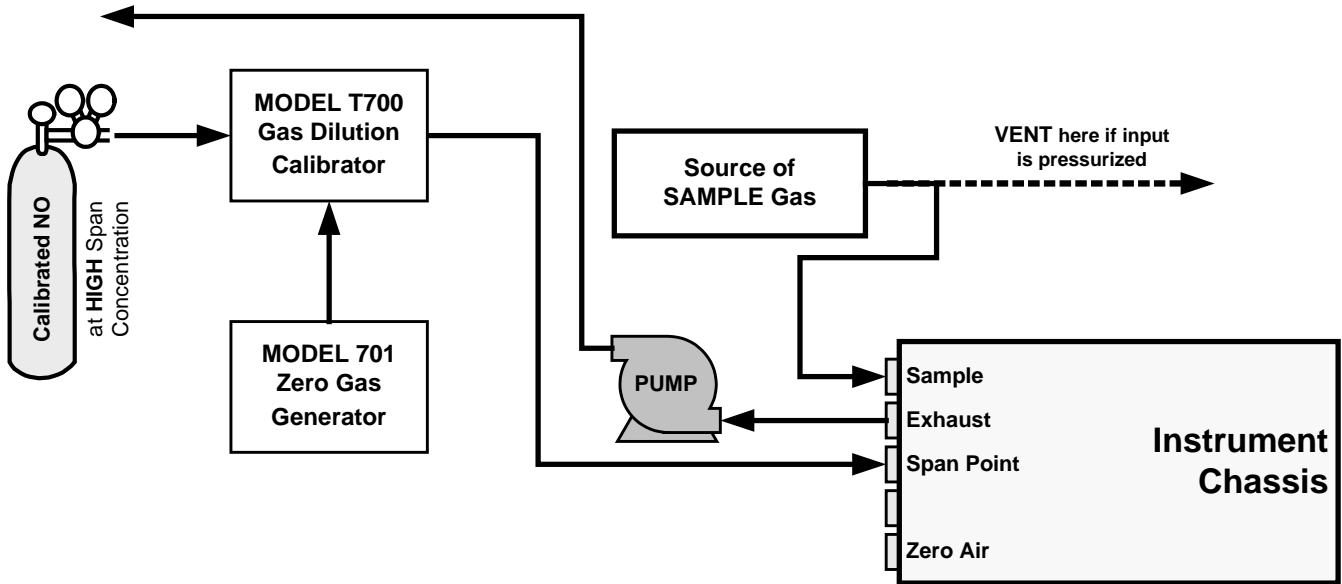 MODEL T700
Gas Dilution
Calibrator
Calibrated NO
at HIGH Span
Concentration
MODEL 701
Zero Gas
Generator
Source of
SAMPLE Gas
VENT here if input
is pressurized
PUMP
Sample
Exhaust
Span Point
Zero Air
Instrument
Chassis